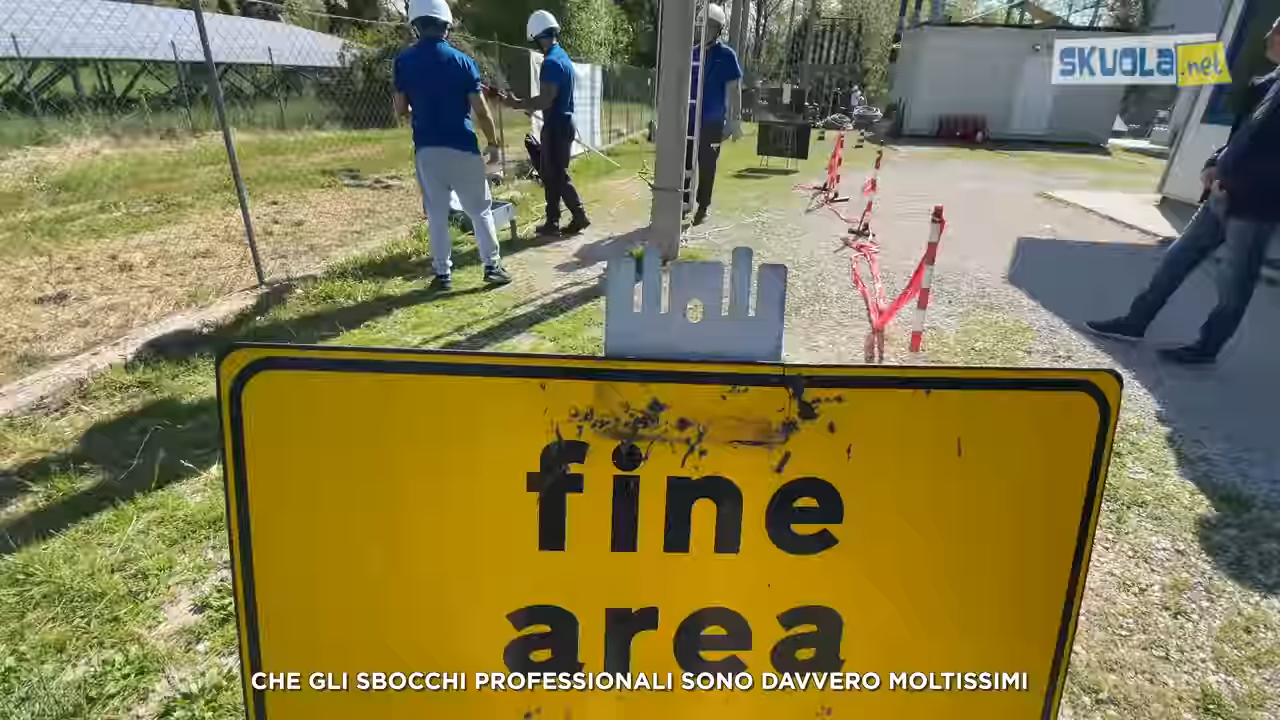 SKUOLA.net
fine
area
CHE GLI SBOCCHI PROFESSIONALI SONO DAVVERO MOLTISSIMI